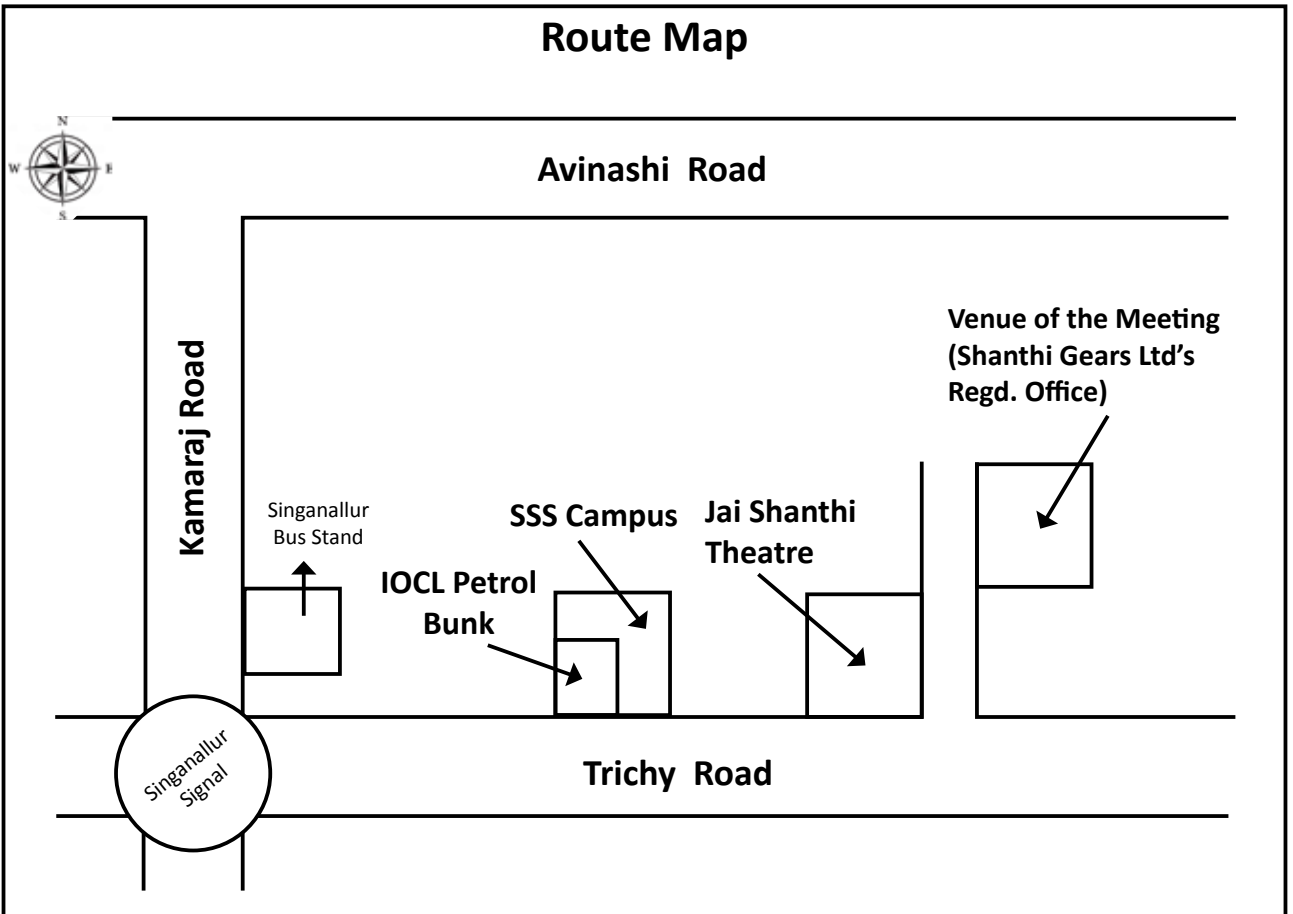 Route Map
N
W
E
S
Avinashi Road
Kamaraj Road
Venue of the Meeting
(Shanthi Gears Ltd’s
Regd. Office)
Singanallur
Bus Stand
SSS Campus
Jai Shanthi
Theatre
IOCL Petrol
Bunk
Singanallur
Signal
Trichy Road